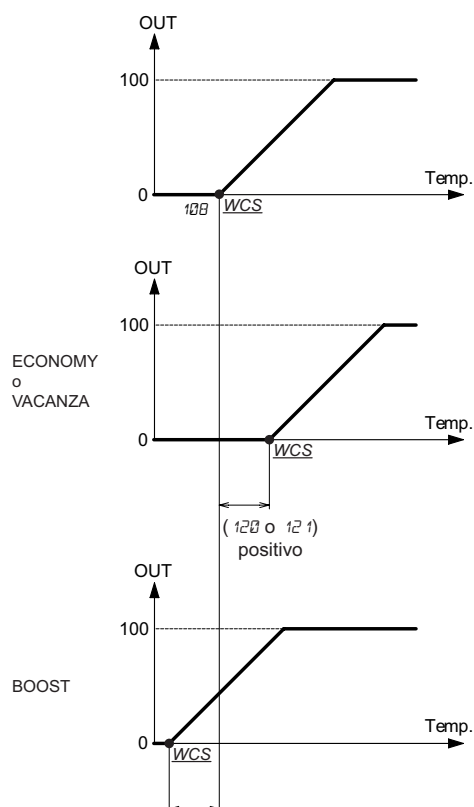 OUT
100
0
Temp.
108 WCS
OUT
100
ECONOMY
o
VACANZA
Temp.
0
WCS
( 120 o 121)
positivo
OUT
100
BOOST
Temp.
0
WCS